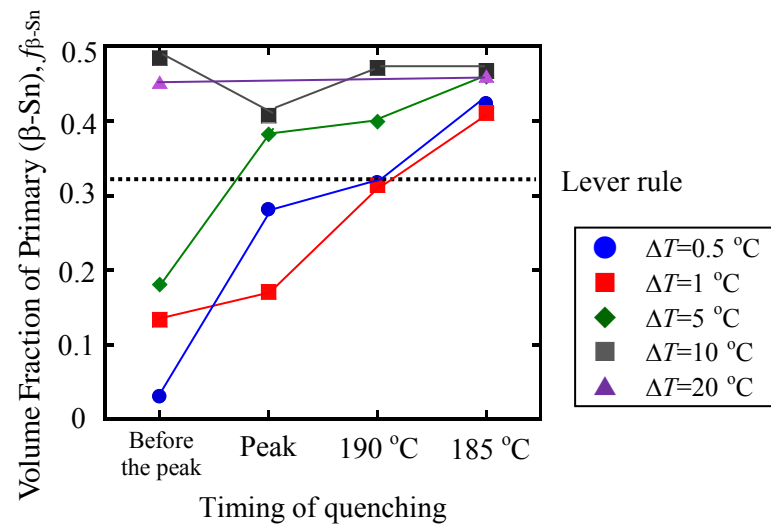 Volume Fraction of Primary (β-Sn), fβ-Sn
0.5
0.4
0.3
0.2
0.1
0
Before
the peak
Peak
190 °C
185 °C
Timing of quenching
Lever rule
ΔT=0.5 °C
ΔT=1 °C
ΔT=5 °C
ΔT=10 °C
ΔT=20 °C